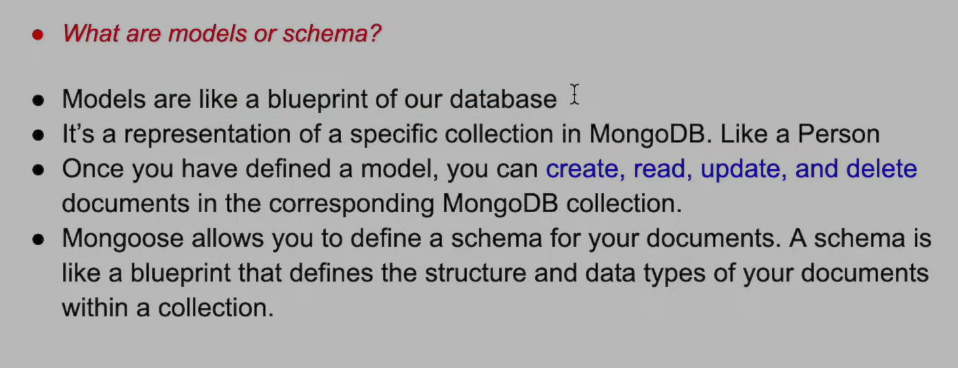 ● What are models or schema?
● Models are like a blueprint of our database
● It’s a representation of a specific collection in MongoDB. Like a Person
● Once you have defined a model, you can create, read, update, and delete
documents in the corresponding MongoDB collection.
● Mongoose allows you to define a schema for your documents. A schema is
like a blueprint that defines the structure and data types of your documents
within a collection.